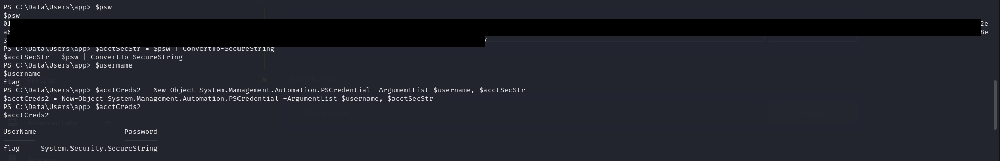 PS C:\Data\Users\app> $psw
$psw
01 2e
a6 8e
3 7
PS C:\Data\Users\app> $acctSecStr = $psw | ConvertTo-SecureString
$acctSecStr = $psw | ConvertTo-SecureString
PS C:\Data\Users\app> $username
$username
flag
PS C:\Data\Users\app> $acctCreds2 = New-Object System.Management.Automation.PSCredential -ArgumentList $username, $acctSecStr
$acctCreds2 = New-Object System.Management.Automation.PSCredential -ArgumentList $username, $acctSecStr
PS C:\Data\Users\app> $acctCreds2
$acctCreds2
Advanced Labs +
UserName Password
-------- --------
flag System.Security.SecureString